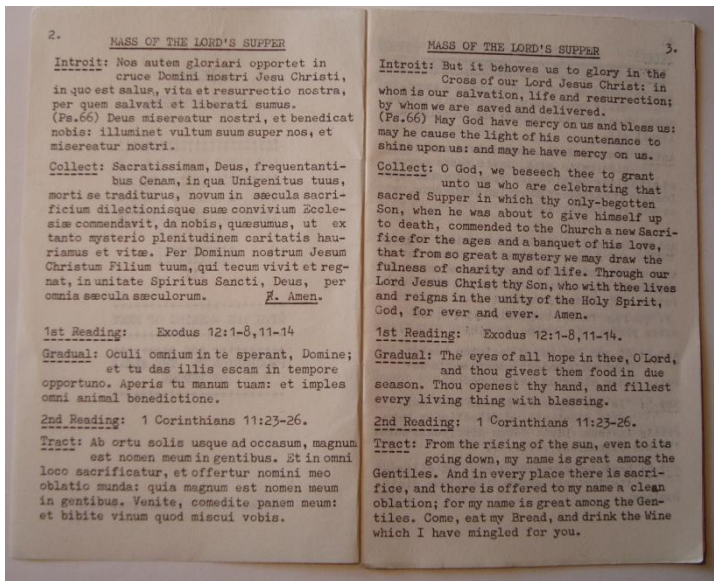 2.
MASS OF THE LORD'S SUPPER
Introit: Nos autem gloriari opportet in
cruce Domini nostri Jesu Christi,
in quo est salus, vita et resurrectio nostra,
per quem salvati et liberati sumus.
(Ps.66) Deus misereatur nostri, et benedicat
nobis: illuminet vultum suum super nos, et
misereatur nostri.
Collect: Sacratissimam, Deus, frequentanti-
bus Cenam, in qua Unigenitus tuus,
morti se traditurus, novum in sæcula sacri-
ficium dilectionisque suæ convivium Eccle-
siæ commendavit, da nobis, quæsumus, ut ex
tanto mysterio plenitudinem caritatis hau-
riamus et vitæ. Per Dominum nostrum Jesum
Christum Filium tuum, qui tecum vivit et reg-
nat, in unitate Spiritus Sancti, Deus, per
omnia sæcula sæculorum. ℟. Amen.
1st Reading: Exodus 12:1-8,11-14
Gradual: Oculi omnium in te sperant, Domine;
et tu das illis escam in tempore
opportuno. Aperis tu manum tuam: et imples
omni animal benedictione.
2nd Reading: 1 Corinthians 11:23-26.
Tract: Ab ortu solis usque ad occasum, magnum
est nomen meum in gentibus. Et in omni
loco sacrificatur, et offertur nomini meo
oblatio munda: quia magnum est nomen meum
in gentibus. Venite, comedite panem meum:
et bibite vinum quod miscui vobis.
MASS OF THE LORD'S SUPPER 3.
Introit: But it behoves us to glory in the
Cross of our Lord Jesus Christ: in
whom is our salvation, life and resurrection;
by whom we are saved and delivered.
(Ps.66) May God have mercy on us and bless us:
may he cause the light of his countenance to
shine upon us: and may he have mercy on us.
Collect: O God, we beseech thee to grant
unto us who are celebrating that
sacred Supper in which thy only-begotten
Son, when he was about to give himself up
to death, commended to the Church a new Sacri-
fice for the ages and a banquet of his love,
that from so great a mystery we may draw the
fulness of charity and of life. Through our
Lord Jesus Christ thy Son, who with thee lives
and reigns in the unity of the Holy Spirit,
God, for ever and ever. Amen.
1st Reading: Exodus 12:1-8,11-14.
Gradual: The eyes of all hope in thee, O Lord,
and thou givest them food in due
season. Thou openest thy hand, and fillest
every living thing with blessing.
2nd Reading: 1 Corinthians 11:23-26.
Tract: From the rising of the sun, even to its
going down, my name is great among the
Gentiles. And in every place there is sacri-
fice, and there is offered to my name a clean
oblation; for my name is great among the Gen-
tiles. Come, eat my Bread, and drink the Wine
which I have mingled for you.